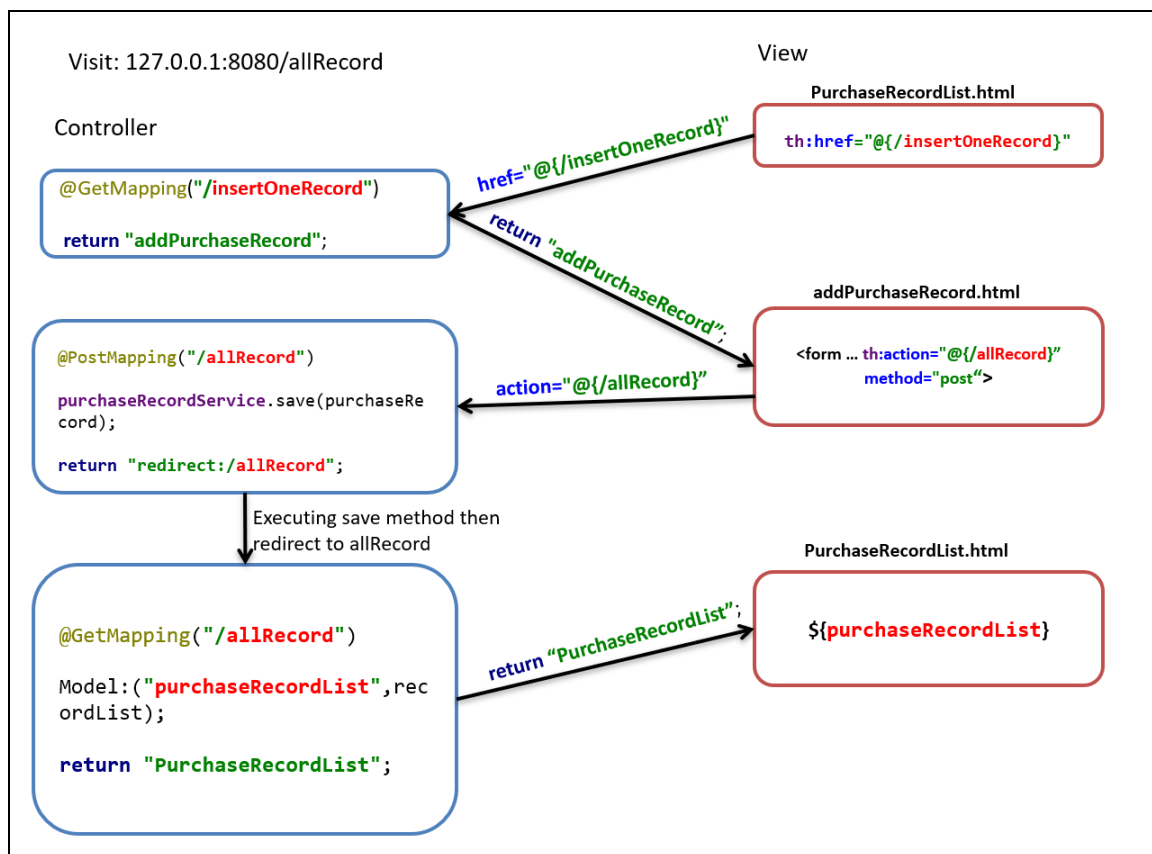 Visit: 127.0.0.1:8080/allRecord
View
PurchaseRecordList.html
th:href="@{/insertOneRecord}"
Controller
href="@{/insertOneRecord}"
@GetMapping("/insertOneRecord")
return "addPurchaseRecord";
return "addPurchaseRecord”;
addPurchaseRecord.html
<form … th:action="@{/allRecord}”
method="post“>
@PostMapping("/allRecord")
purchaseRecordService.save(purchaseRe
cord);
return "redirect:/allRecord";
action="@{/allRecord}”
Executing save method then
redirect to allRecord
PurchaseRecordList.html
${purchaseRecordList}
@GetMapping("/allRecord")
Model:("purchaseRecordList",rec
ordList);
return "PurchaseRecordList";
return “PurchaseRecordList”;